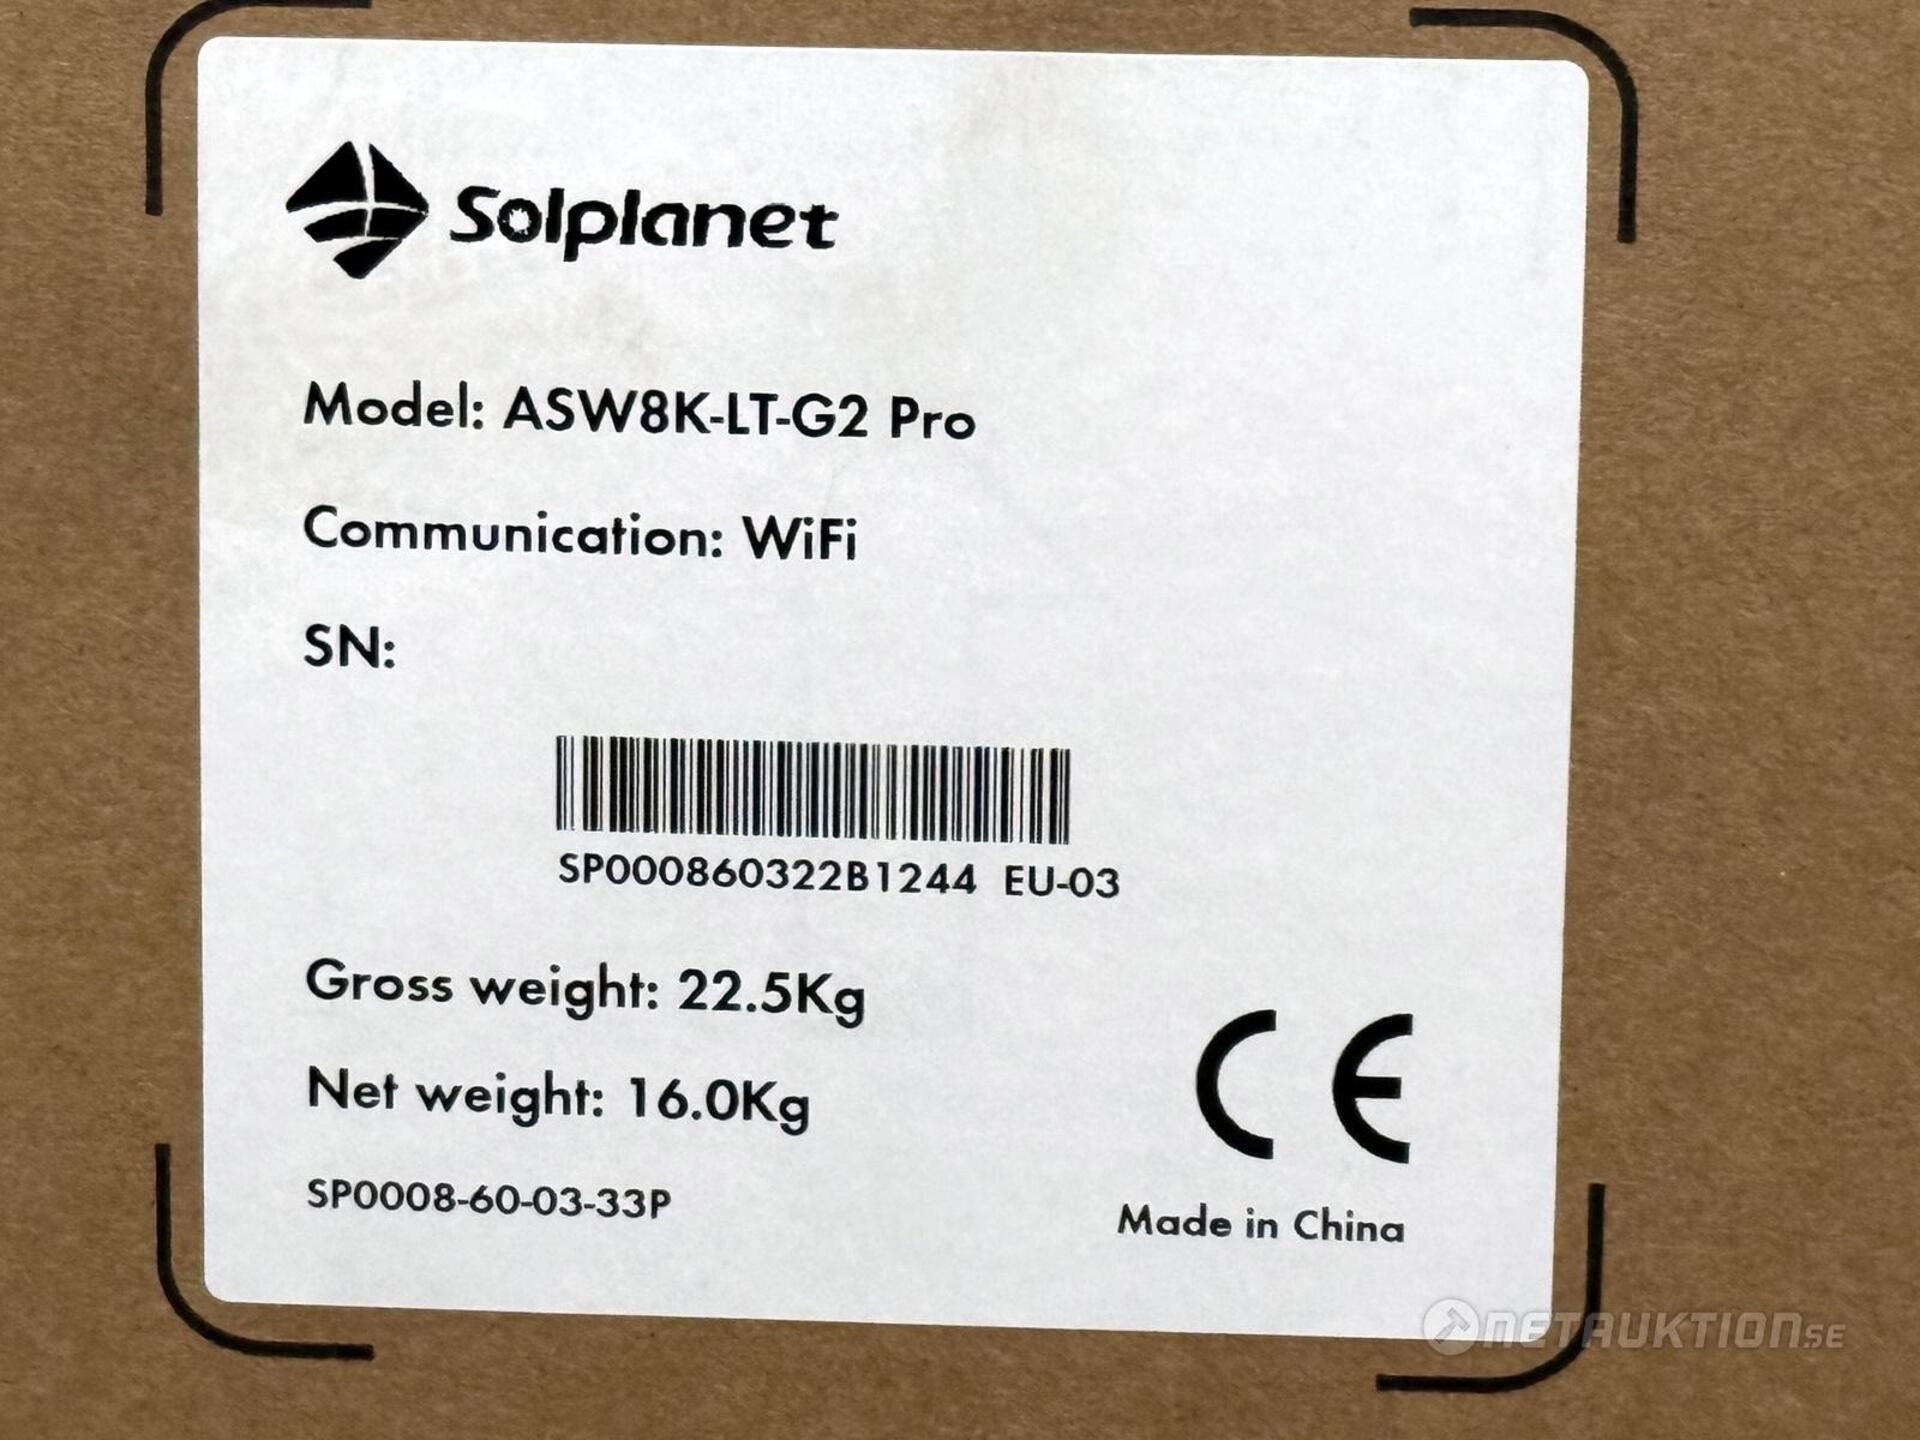 Solplanet
Model: ASW8K-LT-G2 Pro
Communication: WiFi
SN:
SP000860322B1244 EU-03
Gross weight: 22.5Kg
Net weight: 16.0Kg
CE
SP0008-60-03-33P
Made in China
NETAUKTION.SE